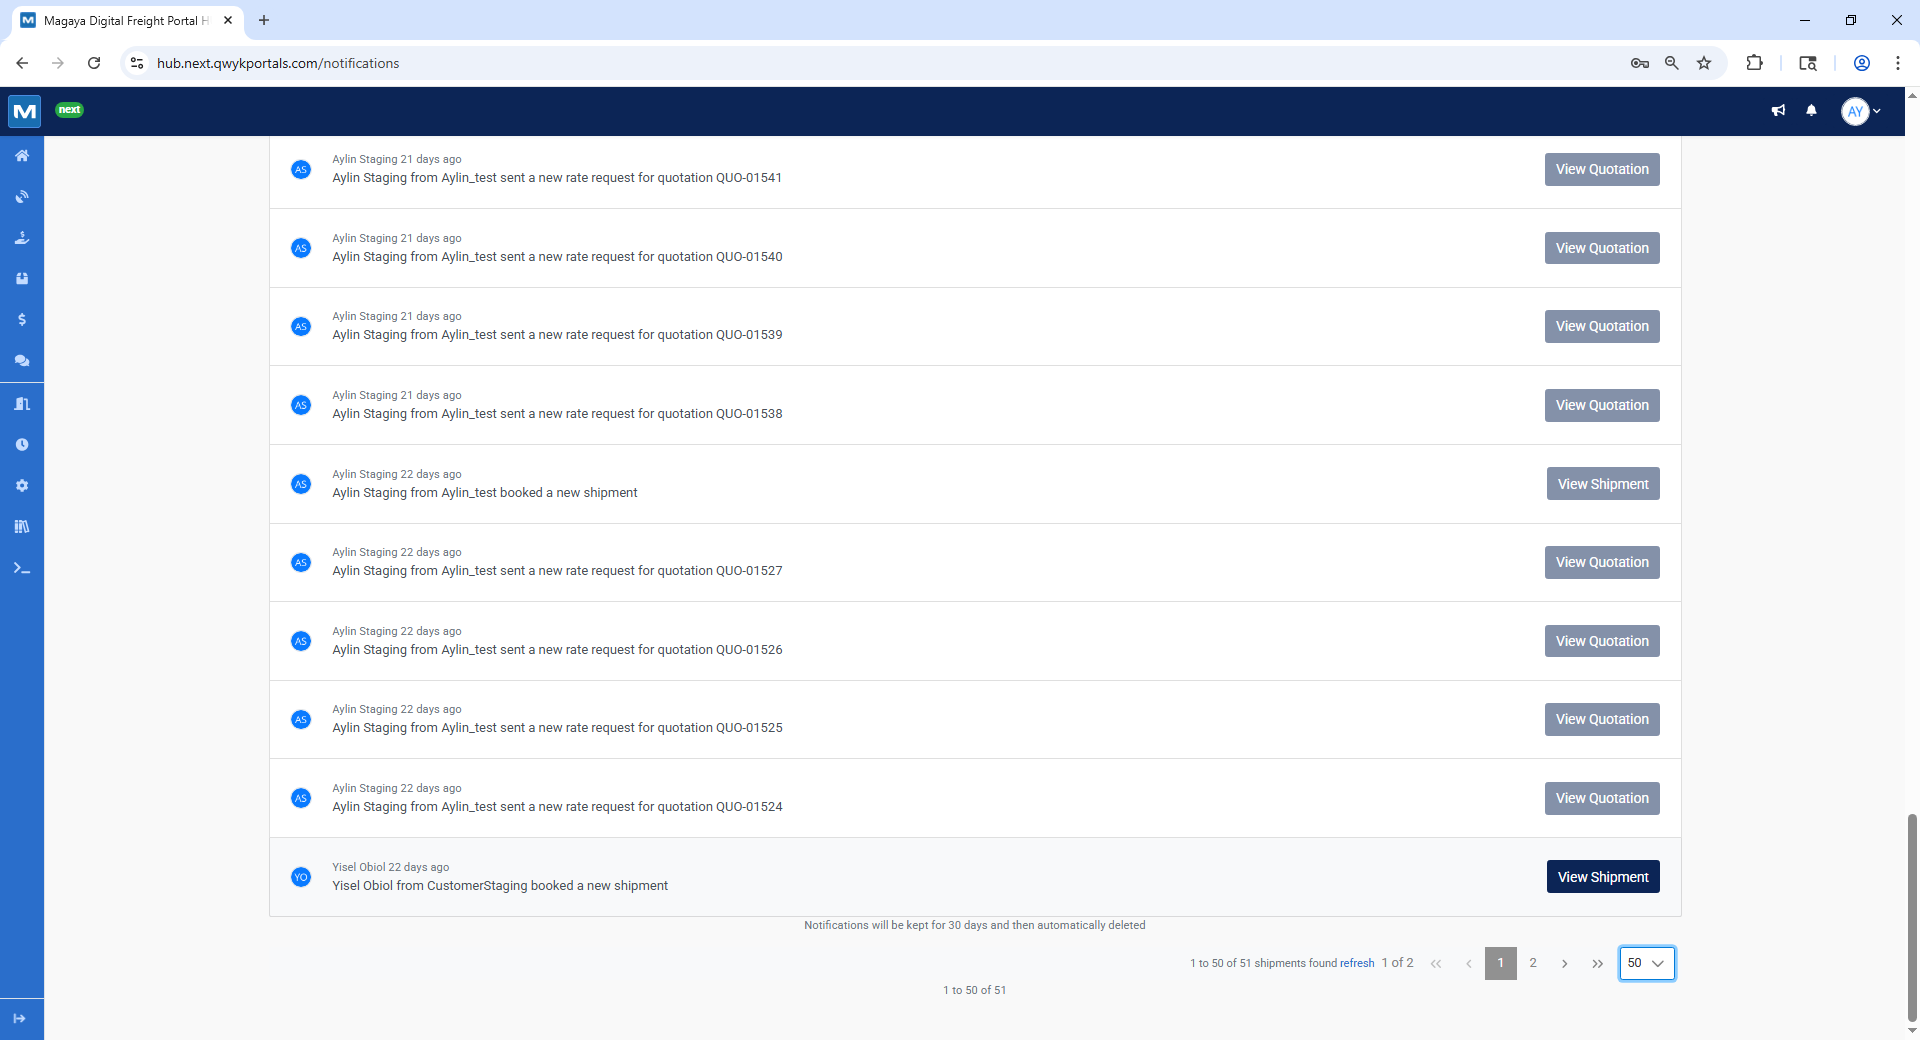 Magaya Digital Freight Portal H
hub.next.qwykportals.com/notifications
M next AY
Aylin Staging 21 days ago
AS Aylin Staging from Aylin_test sent a new rate request for quotation QUO-01541 View Quotation
Aylin Staging 21 days ago
AS Aylin Staging from Aylin_test sent a new rate request for quotation QUO-01540 View Quotation
Aylin Staging 21 days ago
AS Aylin Staging from Aylin_test sent a new rate request for quotation QUO-01539 View Quotation
Aylin Staging 21 days ago
AS Aylin Staging from Aylin_test sent a new rate request for quotation QUO-01538 View Quotation
Aylin Staging 22 days ago
AS Aylin Staging from Aylin_test booked a new shipment View Shipment
Aylin Staging 22 days ago
AS Aylin Staging from Aylin_test sent a new rate request for quotation QUO-01527 View Quotation
Aylin Staging 22 days ago
AS Aylin Staging from Aylin_test sent a new rate request for quotation QUO-01526 View Quotation
Aylin Staging 22 days ago
AS Aylin Staging from Aylin_test sent a new rate request for quotation QUO-01525 View Quotation
Aylin Staging 22 days ago
AS Aylin Staging from Aylin_test sent a new rate request for quotation QUO-01524 View Quotation
Yisel Obiol 22 days ago
YO Yisel Obiol from CustomerStaging booked a new shipment View Shipment
Notifications will be kept for 30 days and then automatically deleted
1 to 50 of 51 shipments found refresh 1 of 2 « ‹ 1 2 › » 50
1 to 50 of 51